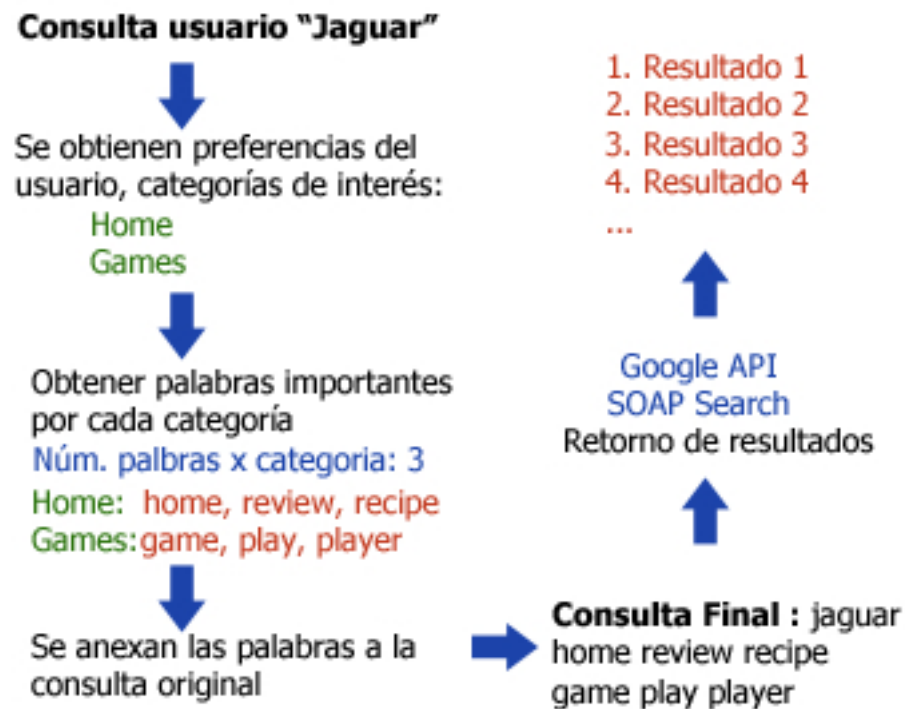 Consulta usuario “Jaguar”
Se obtienen preferencias del
usuario, categorías de interés:
Home
Games
Obtener palabras importantes
por cada categoría
Núm. palbras x categoria: 3
Home: home, review, recipe
Games: game, play, player
Se anexan las palabras a la
consulta original
Consulta Final : jaguar
home review recipe
game play player
Google API
SOAP Search
Retorno de resultados
1. Resultado 1
2. Resultado 2
3. Resultado 3
4. Resultado 4
...